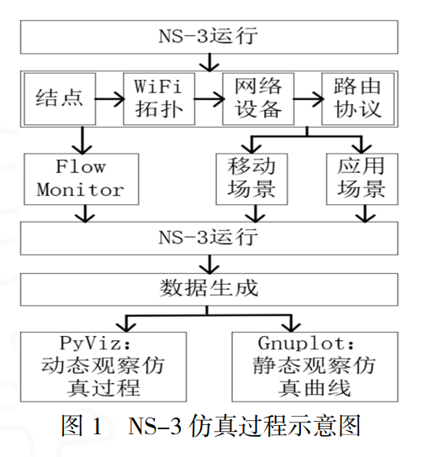 NS-3运行
结点
WiFi
拓扑
网络
设备
路由
协议
Flow
Monitor
移动
场景
应用
场景
NS-3运行
数据生成
PyViz:
动态观察仿
真过程
Gnuplot:
静态观察仿
真曲线
图 1 NS-3 仿真过程示意图